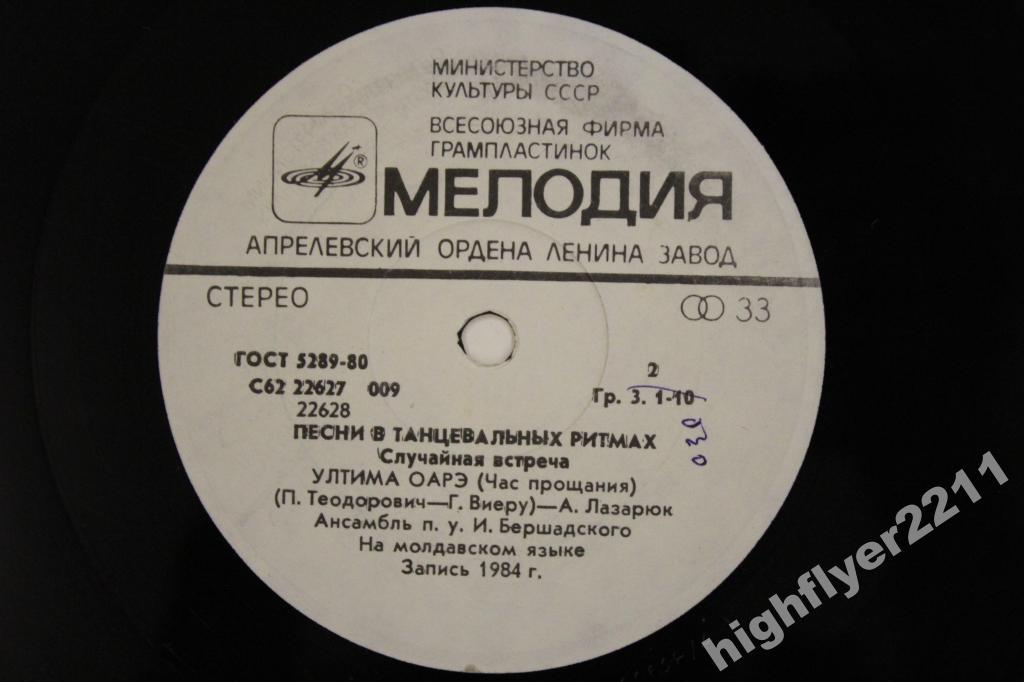 МИНИСТЕРСТВО
КУЛЬТУРЫ СССР
ВСЕСОЮЗНАЯ ФИРМА
ГРАМПЛАСТИНОК
®
МЕЛОДИЯ
АПРЕЛЕВСКИЙ ОРДЕНА ЛЕНИНА ЗАВОД
СТЕРЕО
33
ГОСТ 5289-80
2
С62 22627 009
Гр. 3. 1-10
22628
ПЕСНИ В ТАНЦЕВАЛЬНЫХ РИТМАХ
Случайная встреча
УЛТИМА ОАРЭ (Час прощания)
(П. Теодорович—Г. Виеру)—А. Лазарюк
Ансамбль п. у. И. Бершадского
На молдавском языке
Запись 1984 г.
highflyer2211